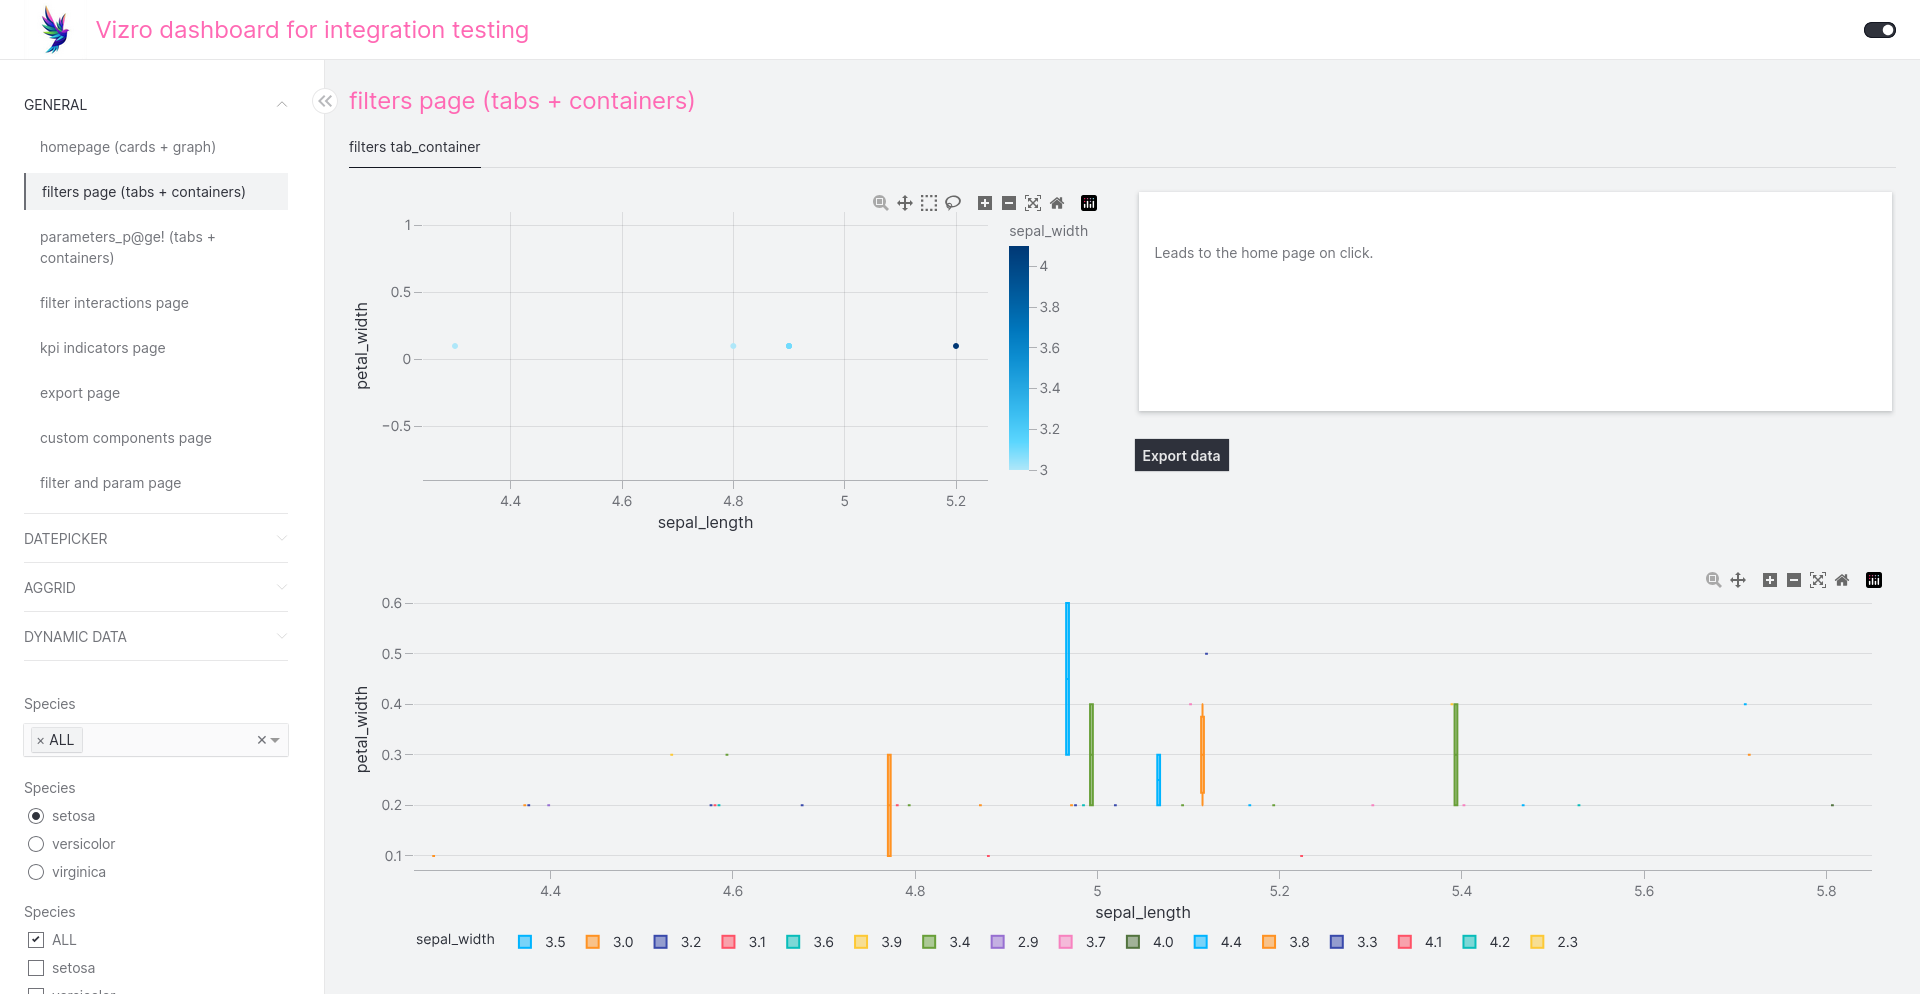 Vizro dashboard for integration testing
GENERAL
homepage (cards + graph)
filters page (tabs + containers)
parameters_p@ge! (tabs +
containers)
filter interactions page
kpi indicators page
export page
custom components page
filter and param page
DATEPICKER
AGGRID
DYNAMIC DATA
Species
× ALL
Species
setosa
versicolor
virginica
Species
ALL
setosa
filters page (tabs + containers)
filters tab_container
sepal_width
1
0.5
0
−0.5
petal_width
4
3.8
3.6
3.4
3.2
3
4.4 4.6 4.8 5 5.2
sepal_length
Leads to the home page on click.
Export data
0.6
0.5
0.4
0.3
0.2
0.1
petal_width
4.4 4.6 4.8 5 5.2 5.4 5.6 5.8
sepal_length
sepal_width 3.5 3.0 3.2 3.1 3.6 3.9 3.4 2.9 3.7 4.0 4.4 3.8 3.3 4.1 4.2 2.3